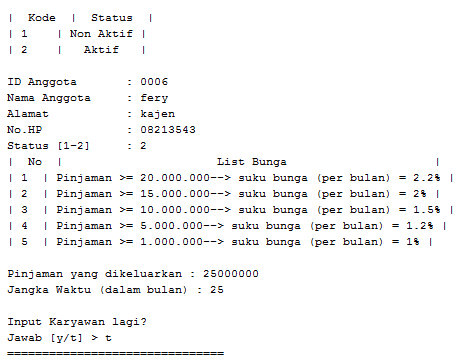 |  Kode  |  Status  |
| 1    | Non Aktif |
| 2    |   Aktif   |
ID Anggota       : 0006
Nama Anggota     : fery
Alamat           : kajen
No.HP            : 08213543
Status [1-2]     : 2
|  No  |                      List Bunga                      |
| 1  | Pinjaman >= 20.000.000--> suku bunga (per bulan) = 2.2% |
| 2  | Pinjaman >= 15.000.000--> suku bunga (per bulan) = 2% |
| 3  | Pinjaman >= 10.000.000--> suku bunga (per bulan) = 1.5% |
| 4  | Pinjaman >= 5.000.000--> suku bunga (per bulan) = 1.2% |
| 5  | Pinjaman >= 1.000.000--> suku bunga (per bulan) = 1% |
Pinjaman yang dikeluarkan : 25000000
Jangka Waktu (dalam bulan) : 25
Input Karyawan lagi?
Jawab [y/t] > t
===============================